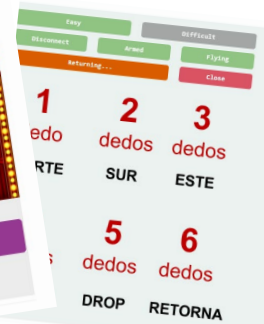 Easy Difficult
Disconnect Armed Flying
Returning... Close
1 2 3
edo dedos dedos
RTE SUR ESTE
5 6
dedos dedos
DROP RETORNA